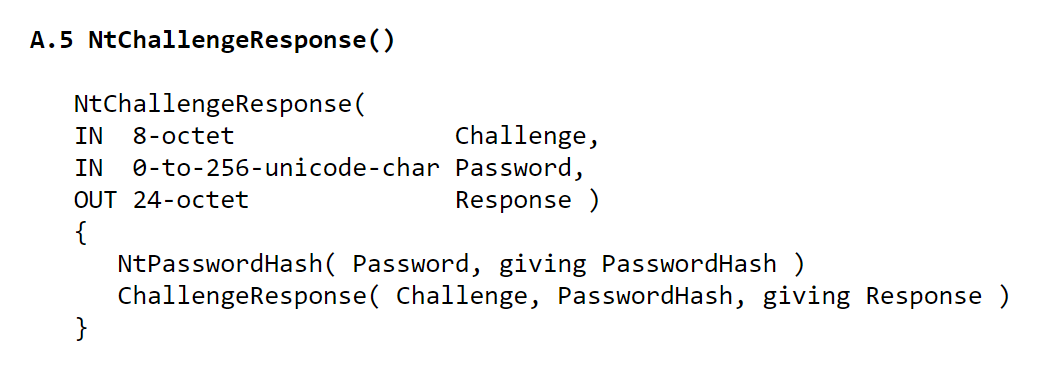 A.5 NtChallengeResponse()
NtChallengeResponse(
IN  8-octet               Challenge,
IN  0-to-256-unicode-char Password,
OUT 24-octet              Response )
{
   NtPasswordHash( Password, giving PasswordHash )
   ChallengeResponse( Challenge, PasswordHash, giving Response )
}